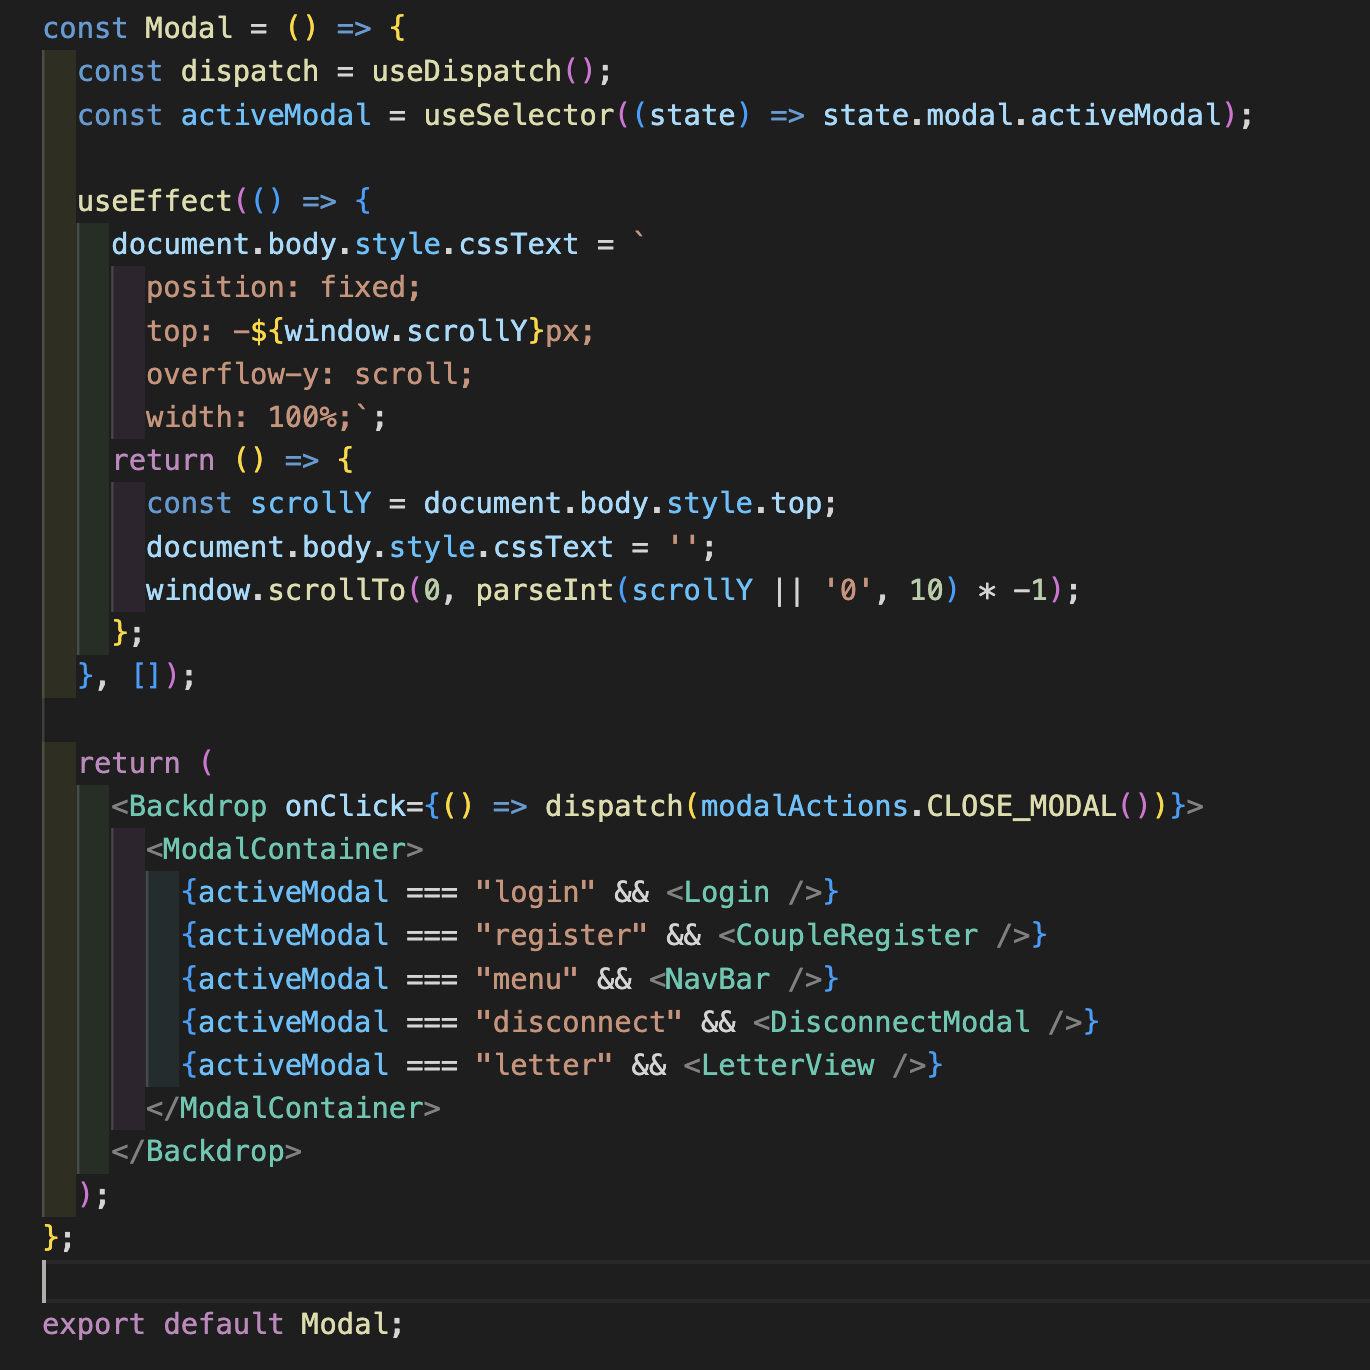 const Modal = () => {
  const dispatch = useDispatch();
  const activeModal = useSelector((state) => state.modal.activeModal);

  useEffect(() => {
    document.body.style.cssText = `
      position: fixed;
      top: -${window.scrollY}px;
      overflow-y: scroll;
      width: 100%;`;
    return () => {
      const scrollY = document.body.style.top;
      document.body.style.cssText = '';
      window.scrollTo(0, parseInt(scrollY || '0', 10) * -1);
    };
  }, []);

  return (
    <Backdrop onClick={() => dispatch(modalActions.CLOSE_MODAL())}>
      <ModalContainer>
        {activeModal === "login" && <Login />}
        {activeModal === "register" && <CoupleRegister />}
        {activeModal === "menu" && <NavBar />}
        {activeModal === "disconnect" && <DisconnectModal />}
        {activeModal === "letter" && <LetterView />}
      </ModalContainer>
    </Backdrop>
  );
};

export default Modal;